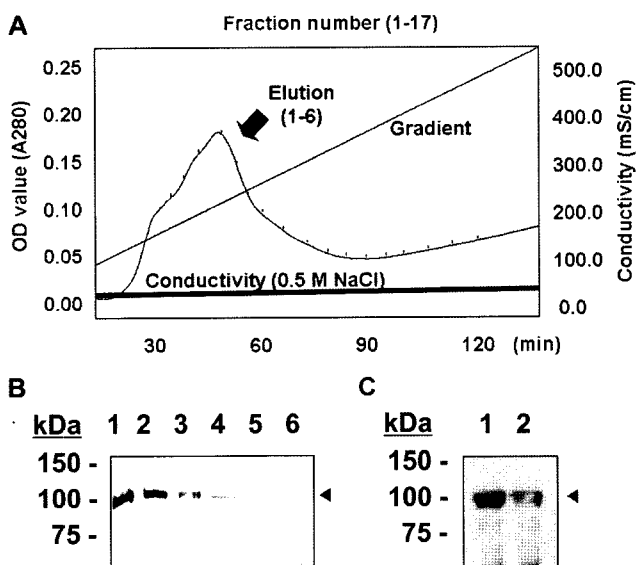 A
Fraction number (1-17)
0.25
0.20
0.15
0.10
0.05
0.00
OD value (A280)
Elution
(1-6)
Gradient
Conductivity (0.5 M NaCl)
500.0
400.0
300.0
200.0
100.0
0.0
Conductivity (mS/cm)
30 60 90 120 (min)
B
kDa 1 2 3 4 5 6
150 -
100 -
75 -
C
kDa 1 2
150 -
100 -
75 -